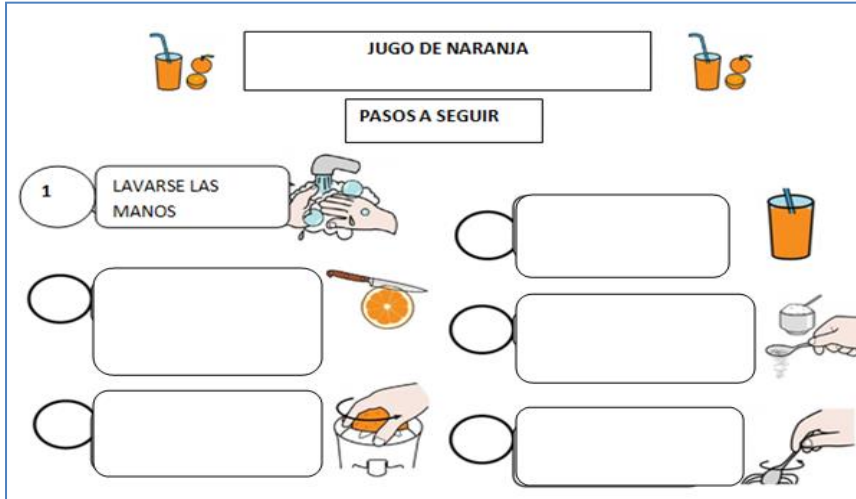 JUGO DE NARANJA
PASOS A SEGUIR
1
LAVARSE LAS
MANOS